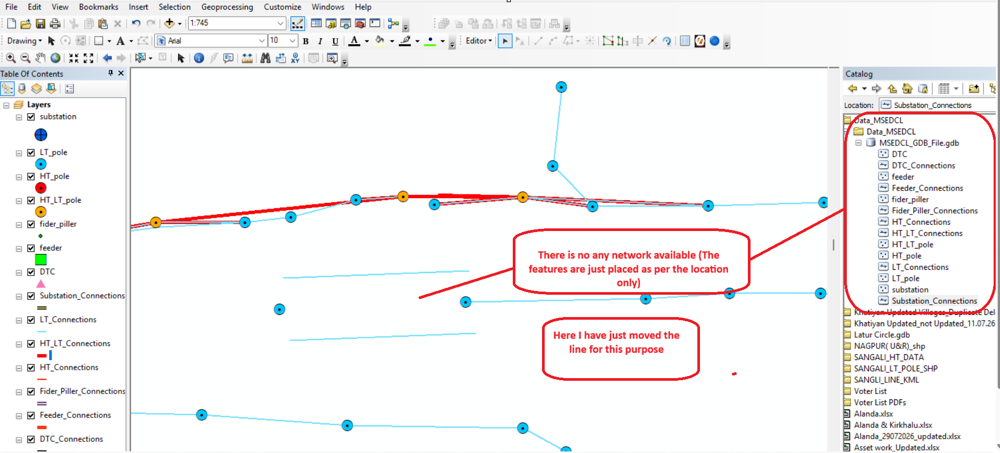 File Edit View Bookmarks Insert Selection Geoprocessing Customize Windows Help
1:745
Drawing Arial 10 B I U A Editor
Table Of Contents
Layers
substation
LT_pole
HT_pole
HT_LT_pole
fider_piller
feeder
DTC
Substation_Connections
LT_Connections
HT_LT_Connections
HT_Connections
Fider_Piller_Connections
Feeder_Connections
DTC_Connections
There is no any network available (The
features are just placed as per the location
only)
Here I have just moved the
line for this purpose
Catalog
Location: Substation_Connections
Data_MSEDCL
Data_MSEDCL
MSEDCL_GDB_File.gdb
DTC
DTC_Connections
feeder
Feeder_Connections
fider_piller
Fider_Piller_Connections
HT_Connections
HT_LT_Connections
HT_LT_pole
HT_pole
LT_Connections
LT_pole
substation
Substation_Connections
Khatiyan Updated Villages_Duplicate Del
Khatiyan Updated_not Updated_11.07.26
Latur Circle.gdb
NAGPUR( U&R)_shp
SANGALI_HT_DATA
SANGALI_LT_POLE_SHP
SANGLI_LINE_KML
Voter List
Voter List PDFs
Alanda.xlsx
Alanda & Kirkhalu.xlsx
Alanda_29072026_updated.xlsx
Asset work_Updated.xlsx